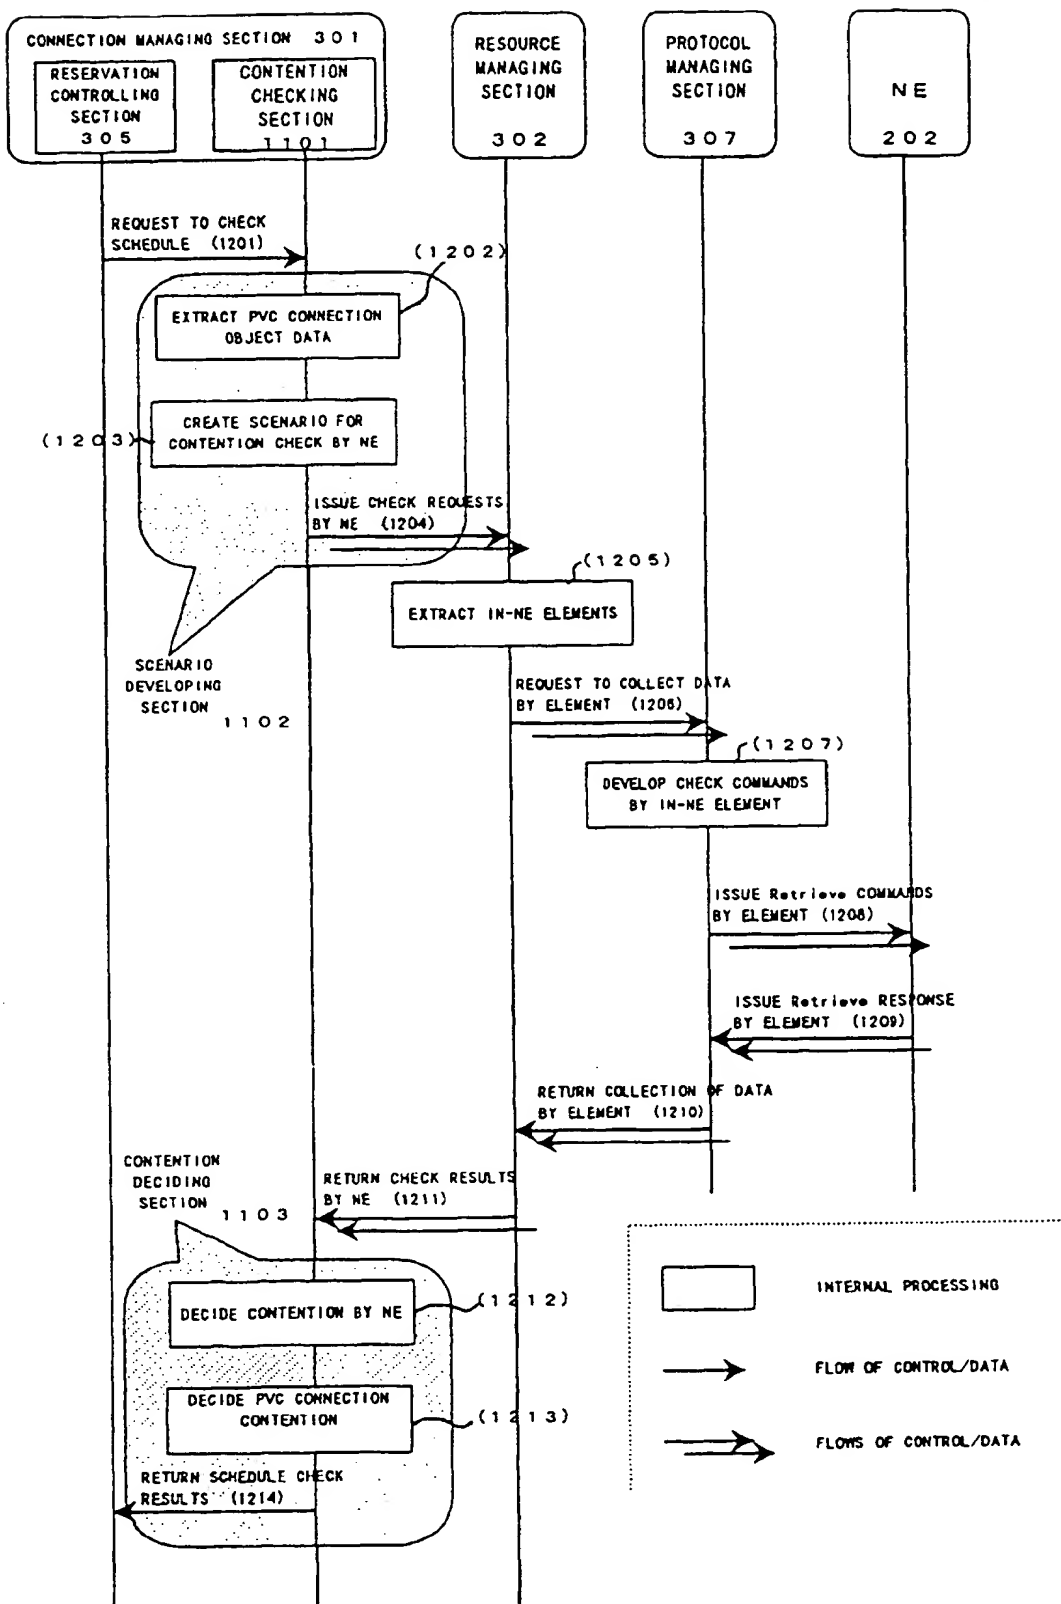 CONNECTION MANAGING SECTION 301
RESERVATION
CONTROLLING
SECTION
305
CONTENTION
CHECKING
SECTION
1101
RESOURCE
MANAGING
SECTION
302
PROTOCOL
MANAGING
SECTION
307
NE
202
REQUEST TO CHECK
SCHEDULE (1201)
(1202)
EXTRACT PVC CONNECTION
OBJECT DATA
CREATE SCENARIO FOR
CONTENTION CHECK BY NE
(1203)
ISSUE CHECK REQUESTS
BY NE (1204)
(1205)
EXTRACT IN-NE ELEMENTS
SCENARIO
DEVELOPING
SECTION
1102
REQUEST TO COLLECT DATA
BY ELEMENT (1206)
(1207)
DEVELOP CHECK COMMANDS
BY IN-NE ELEMENT
ISSUE Retrieve COMMANDS
BY ELEMENT (1208)
ISSUE Retrieve RESPONSE
BY ELEMENT (1209)
RETURN COLLECTION OF DATA
BY ELEMENT (1210)
CONTENTION
DECIDING
SECTION
1103
RETURN CHECK RESULTS
BY NE (1211)
DECIDE CONTENTION BY NE
(1212)
DECIDE PVC CONNECTION
CONTENTION
(1213)
RETURN SCHEDULE CHECK
RESULTS (1214)
INTERNAL PROCESSING
FLOW OF CONTROL/DATA
FLOWS OF CONTROL/DATA